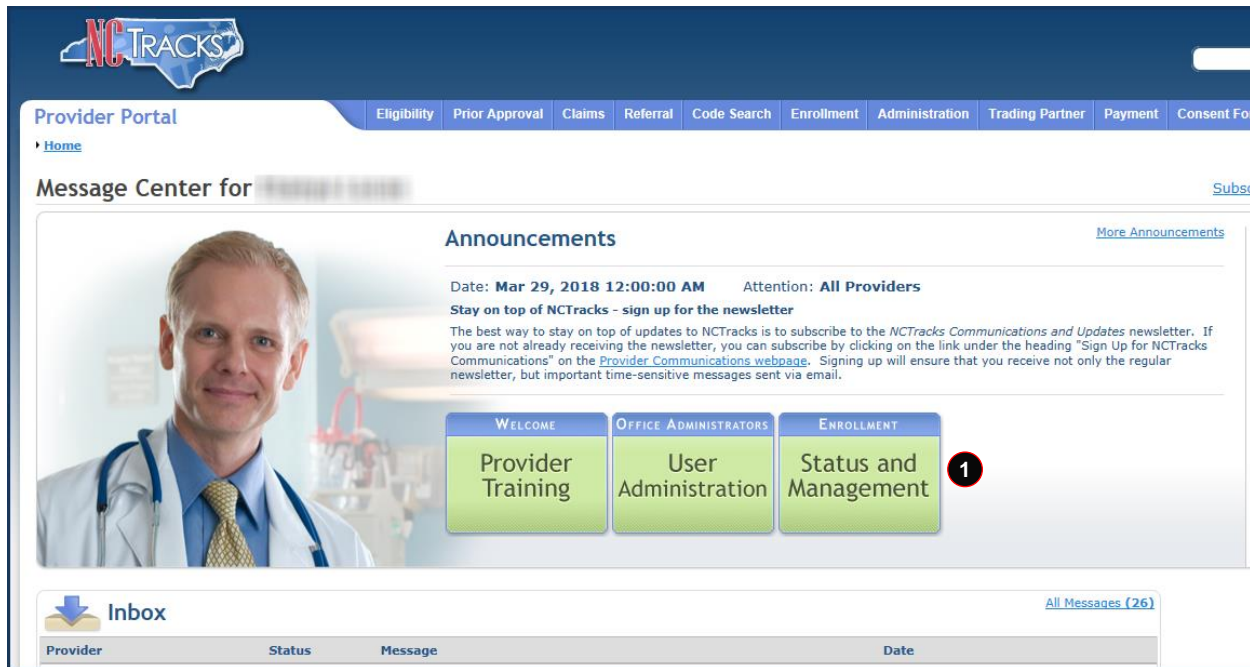 NCTRACKS
Provider Portal
Eligibility Prior Approval Claims Referral Code Search Enrollment Administration Trading Partner Payment Consent Fo
Home
Message Center for
Subsc
Announcements
More Announcements
Date: Mar 29, 2018 12:00:00 AM Attention: All Providers
Stay on top of NCTracks - sign up for the newsletter
The best way to stay on top of updates to NCTracks is to subscribe to the NCTracks Communications and Updates newsletter. If
you are not already receiving the newsletter, you can subscribe by clicking on the link under the heading "Sign Up for NCTracks
Communications" on the Provider Communications webpage. Signing up will ensure that you receive not only the regular
newsletter, but important time-sensitive messages sent via email.
WELCOME OFFICE ADMINISTRATORS ENROLLMENT
Provider User Status and
Training Administration Management
1
Inbox
All Messages (26)
Provider Status Message Date